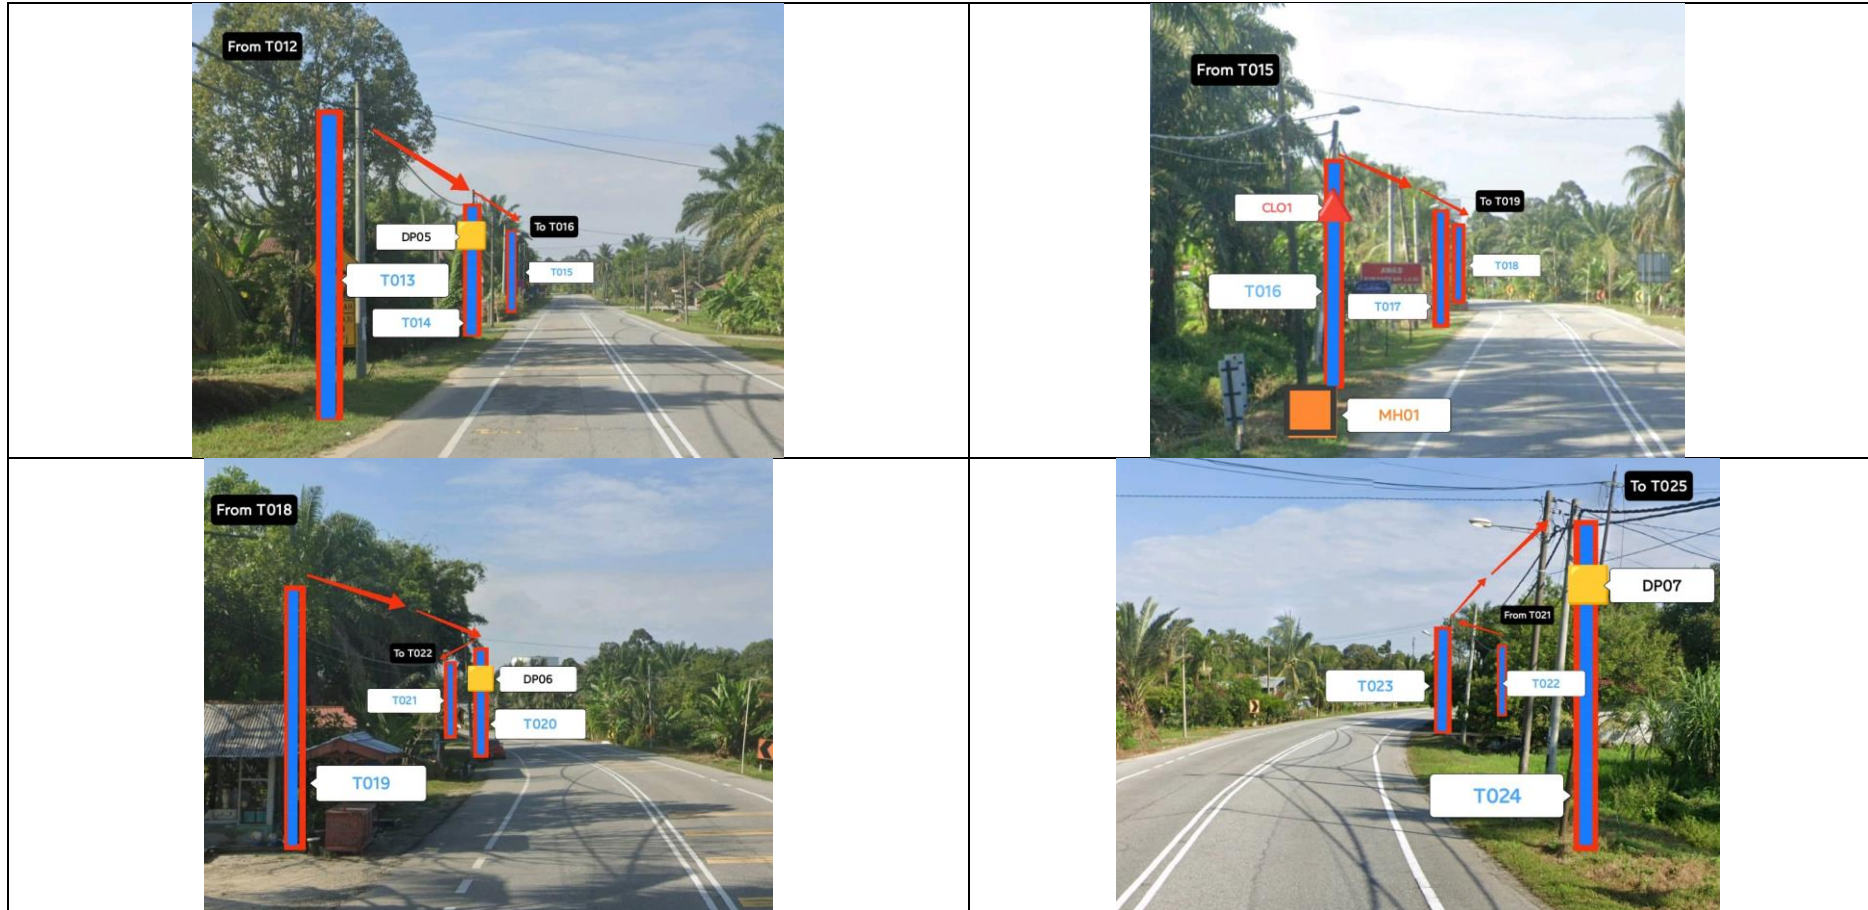 From T012
DP05
To T016
T013
T015
T014
From T015
CLO1
To T019
T016
T018
T017
AWAS
MH01
From T018
To T022
DP06
T021
T020
T019
To T025
DP07
From T021
T023
T022
T024